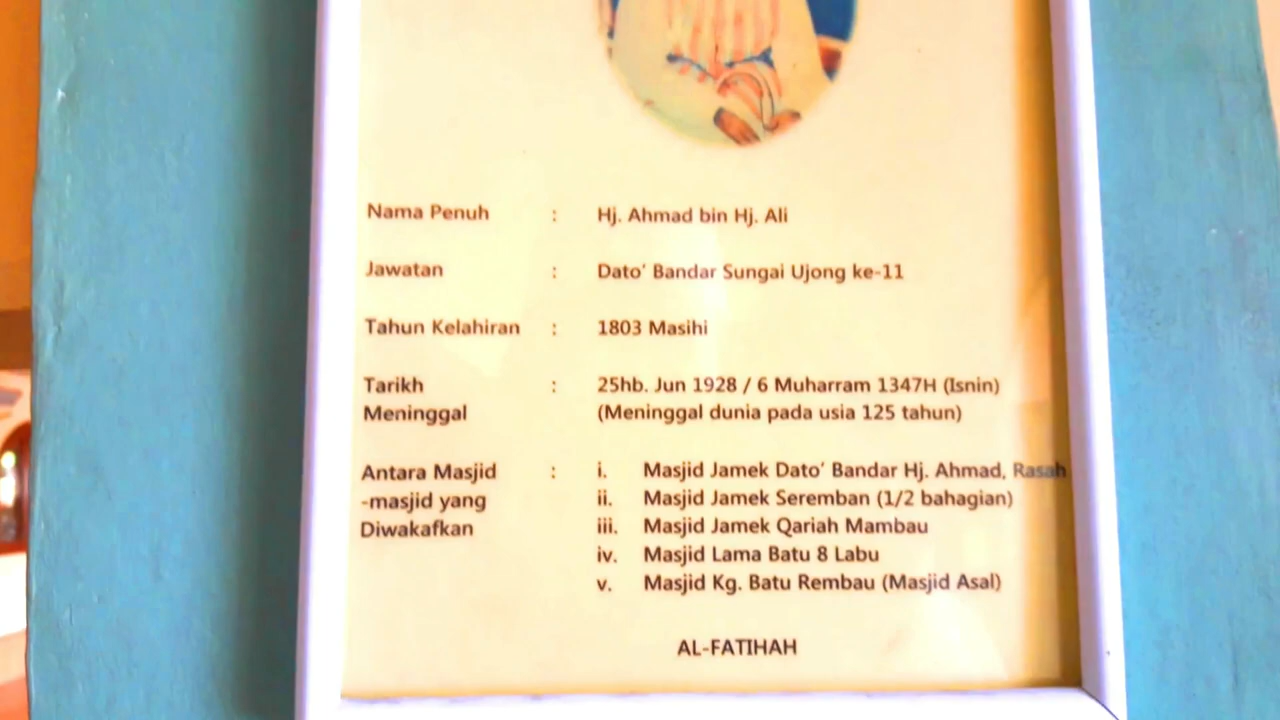 Nama Penuh : Hj. Ahmad bin Hj. Ali
Jawatan : Dato' Bandar Sungai Ujong ke-11
Tahun Kelahiran : 1803 Masihi
Tarikh : 25hb. Jun 1928 / 6 Muharram 1347H (Isnin)
Meninggal (Meninggal dunia pada usia 125 tahun)
Antara Masjid : i. Masjid Jamek Dato' Bandar Hj. Ahmad, Rasah
-masjid yang ii. Masjid Jamek Seremban (1/2 bahagian)
Diwakafkan iii. Masjid Jamek Qariah Mambau
iv. Masjid Lama Batu 8 Labu
v. Masjid Kg. Batu Rembau (Masjid Asal)
AL-FATIHAH